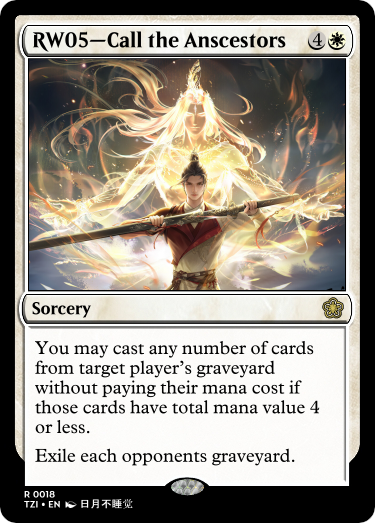 RW05—Call the Anscestors 4
Sorcery
You may cast any number of cards
from target player's graveyard
without paying their mana cost if
those cards have total mana value 4
or less.
Exile each opponents graveyard.
R 0018
TZI • EN 日月不睡觉